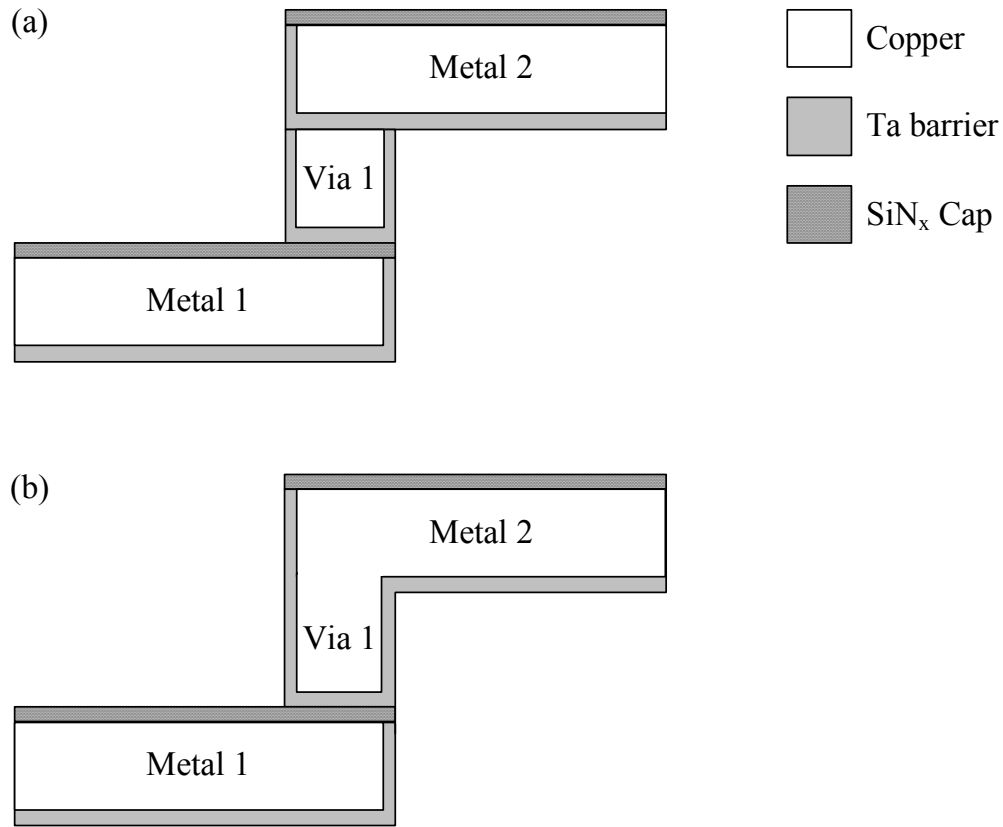 (a)
Metal 2
Via 1
Metal 1
Copper
Ta barrier
SiNx Cap
(b)
Metal 2
Via 1
Metal 1